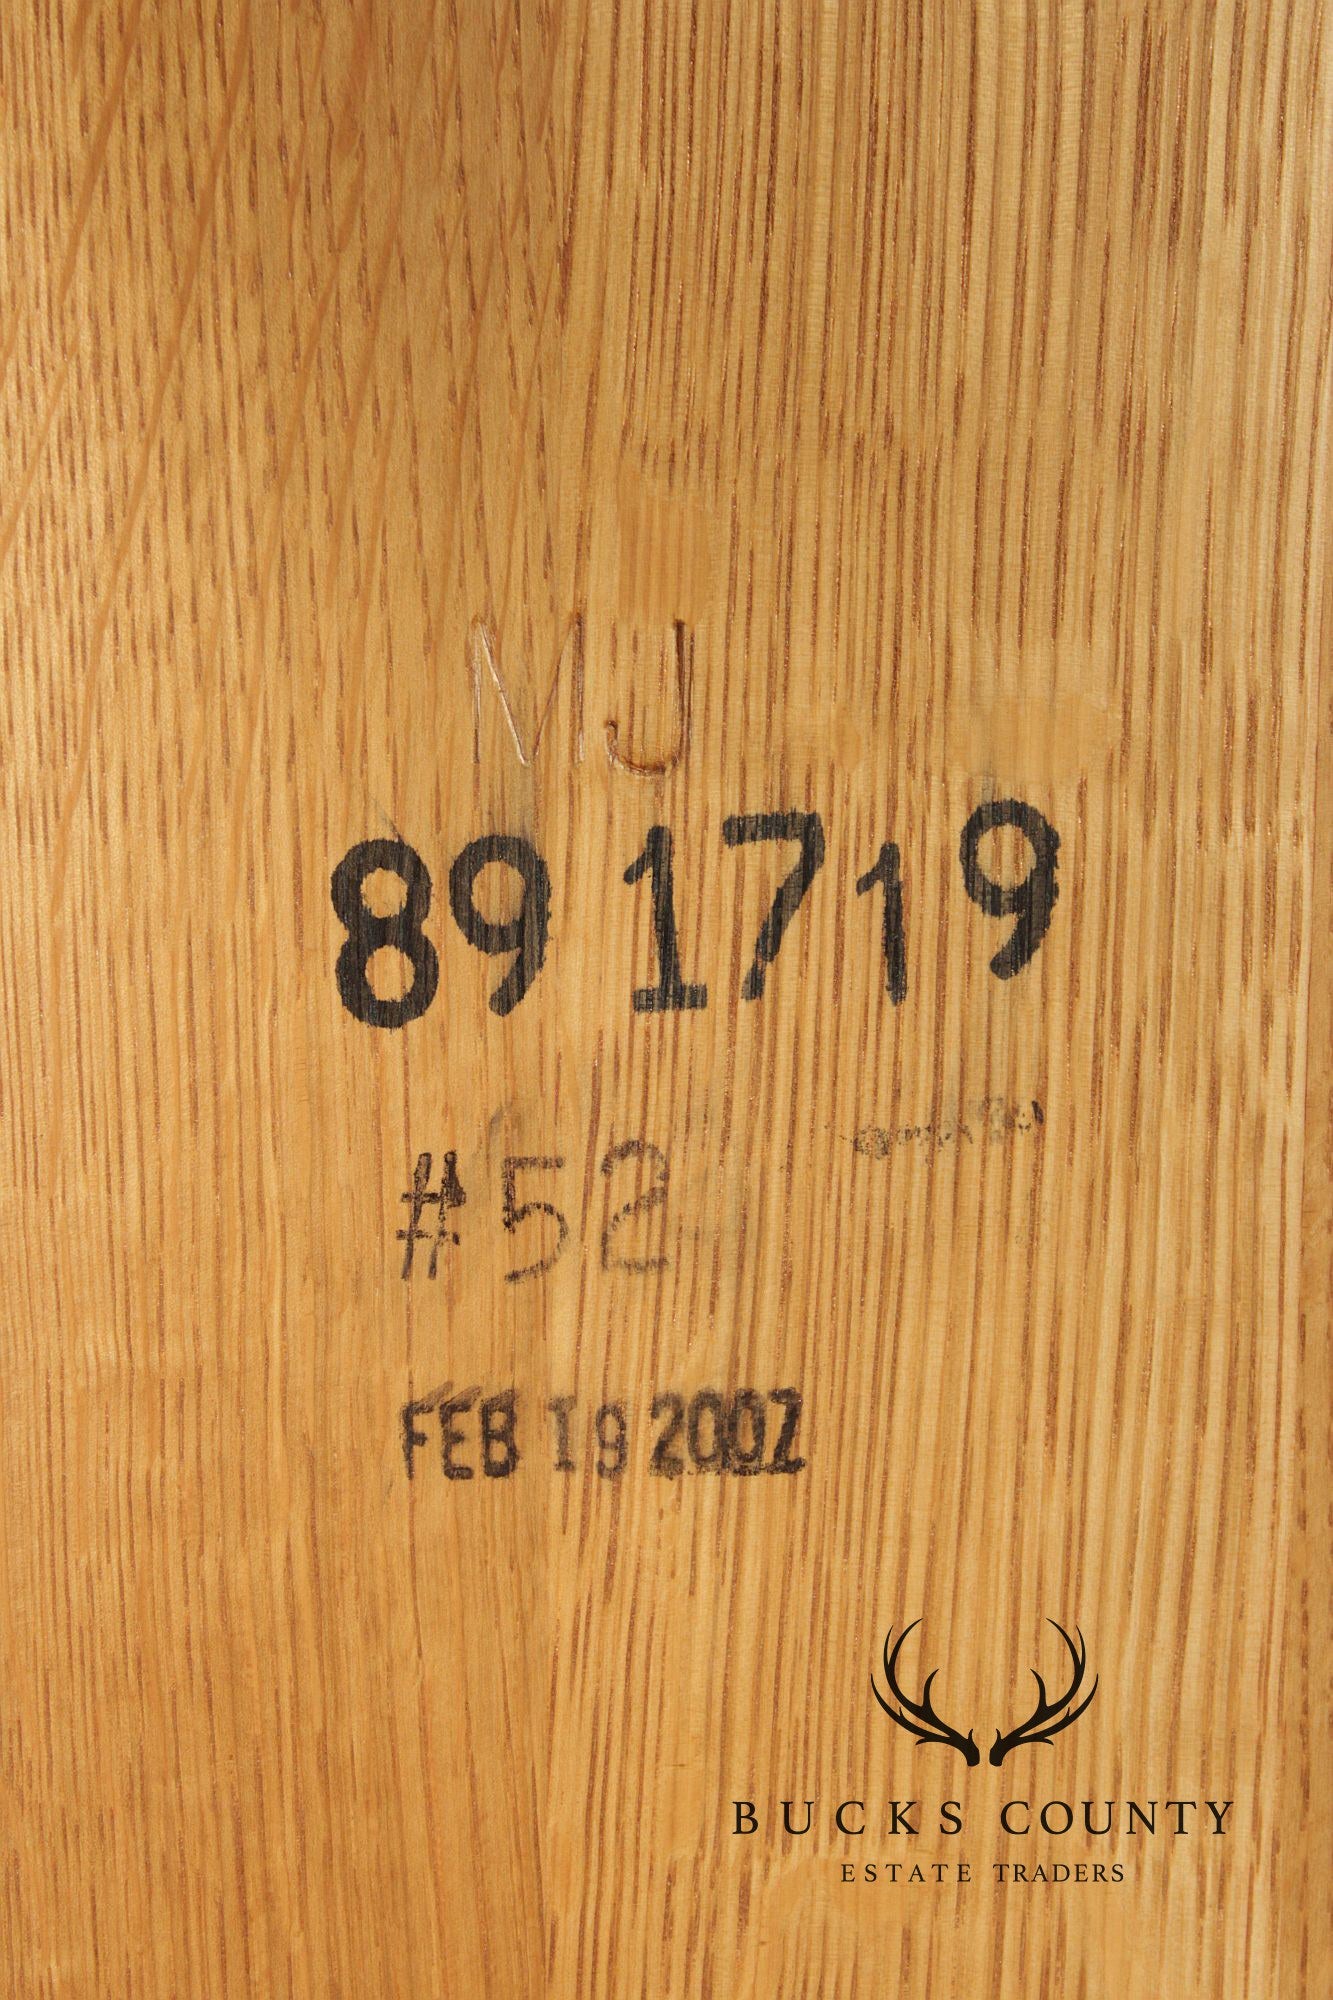 MJ
89 1719
#52
FEB 19 2002
BUCKS COUNTY
ESTATE TRADERS